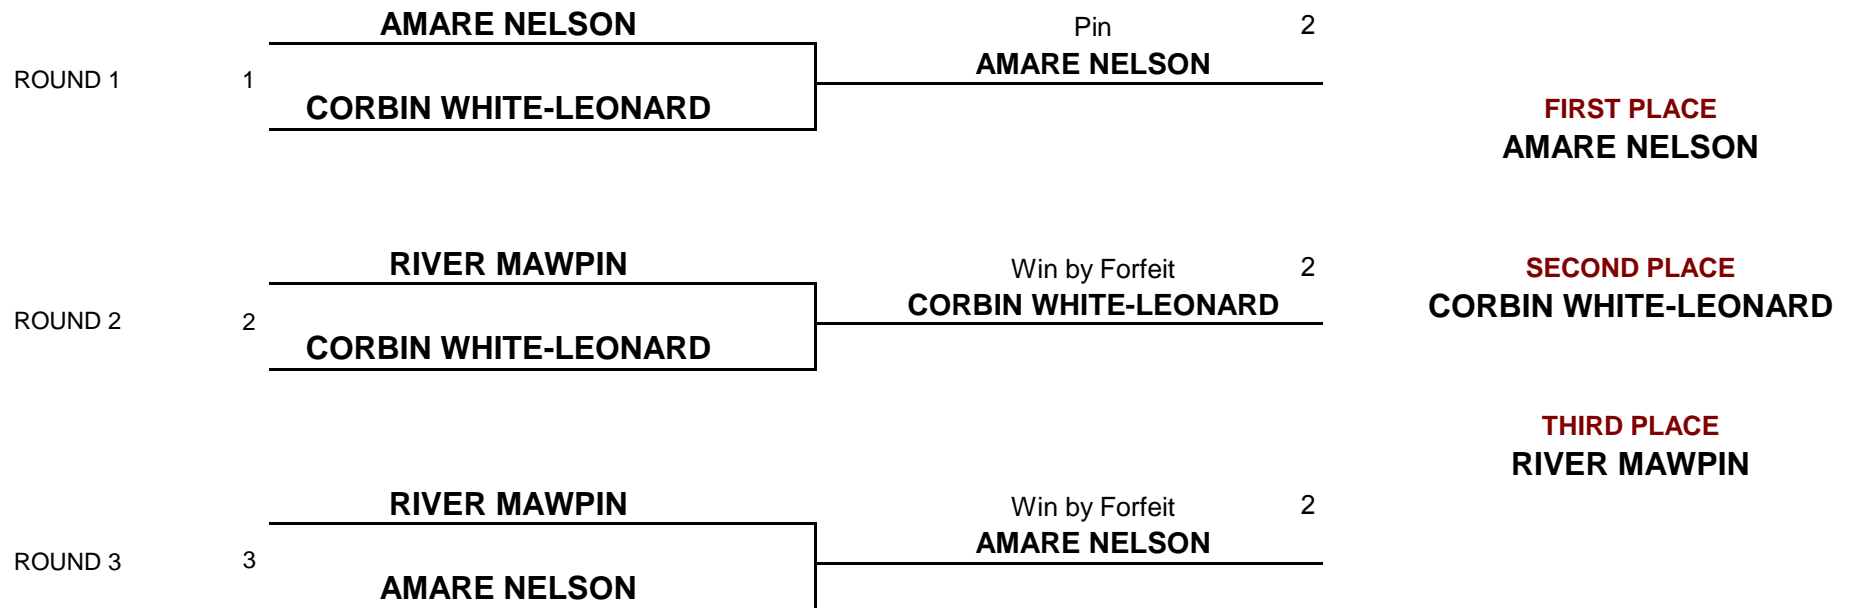 AMARE NELSON
Pin 2
AMARE NELSON
ROUND 1 1
CORBIN WHITE-LEONARD
FIRST PLACE
AMARE NELSON
RIVER MAWPIN
Win by Forfeit 2
SECOND PLACE
CORBIN WHITE-LEONARD
CORBIN WHITE-LEONARD
ROUND 2 2
CORBIN WHITE-LEONARD
THIRD PLACE
RIVER MAWPIN
RIVER MAWPIN
Win by Forfeit 2
AMARE NELSON
ROUND 3 3
AMARE NELSON